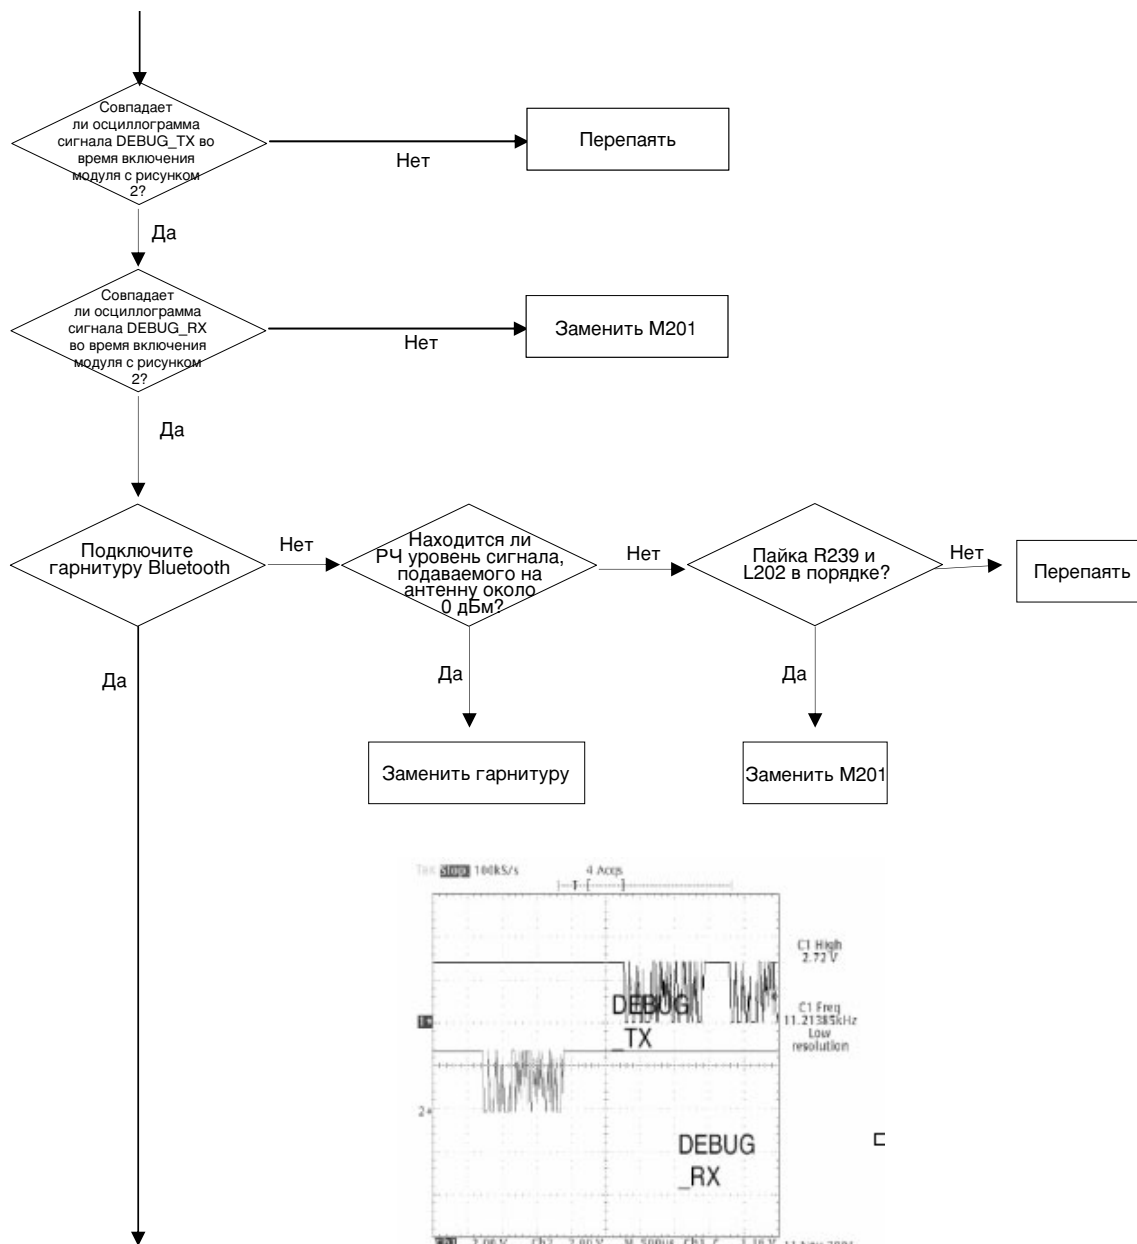 Совпадает
ли осциллограма
сигнала DEBUG_TX во
время включения
модуля с рисунком
2?
Нет
Перепаять
Да
Совпадает
ли осциллограма
сигнала DEBUG_RX
во время включения
модуля с рисунком
2?
Нет
Заменить M201
Да
Подключите
гарнитуру Bluetooth
Нет
Находится ли
РЧ уровень сигнала,
подаваемого на
антенну около
0 дБм?
Нет
Пайка R239 и
L202 в порядке?
Нет
Перепаять
Да
Да
Да
Заменить гарнитуру
Заменить M201
Stop 100kS/s
4 Acqs
C1 High
2.72 V
DEBUG
_TX
C1 Freq
11.21385kHz
Low
resolution
DEBUG
_RX